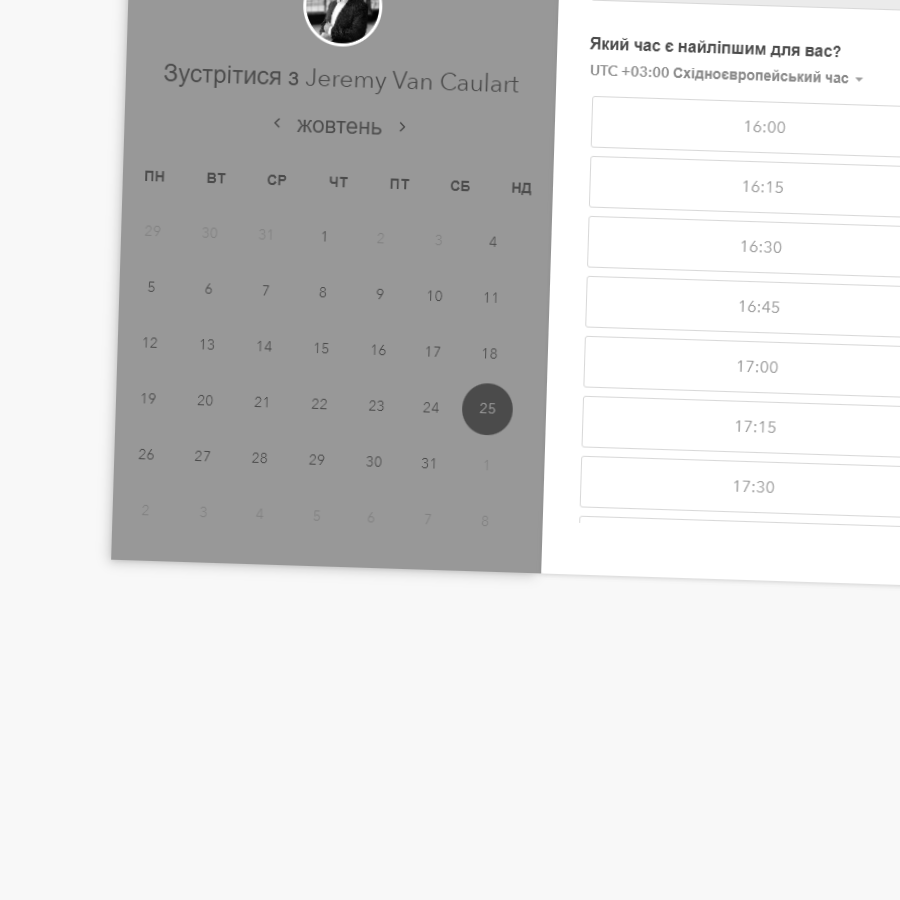 Зустрітися з Jeremy Van Caulart
< жовтень >
ПН ВТ СР ЧТ ПТ СБ НД
29 30 31 1 2 3 4
5 6 7 8 9 10 11
12 13 14 15 16 17 18
19 20 21 22 23 24 25
26 27 28 29 30 31 1
2 3 4 5 6 7 8
Який час є найліпшим для вас?
UTC +03:00 Східноєвропейський час
16:00
16:15
16:30
16:45
17:00
17:15
17:30